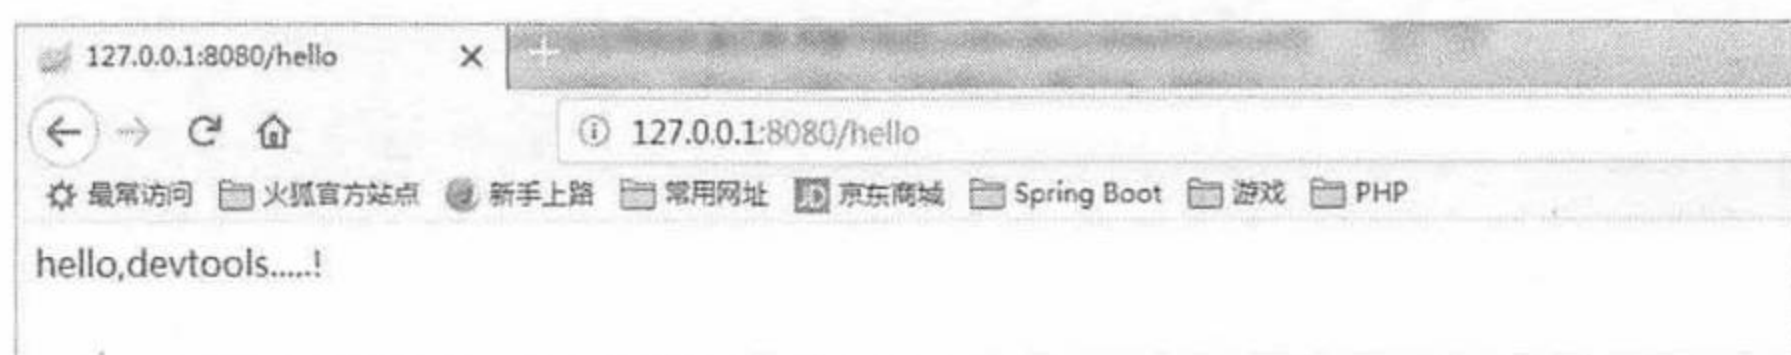 127.0.0.1:8080/hello
127.0.0.1:8080/hello
最常访问 火狐官方站点 新手上路 常用网址 JD 京东商城 Spring Boot 游戏 PHP
hello,devtools.....!